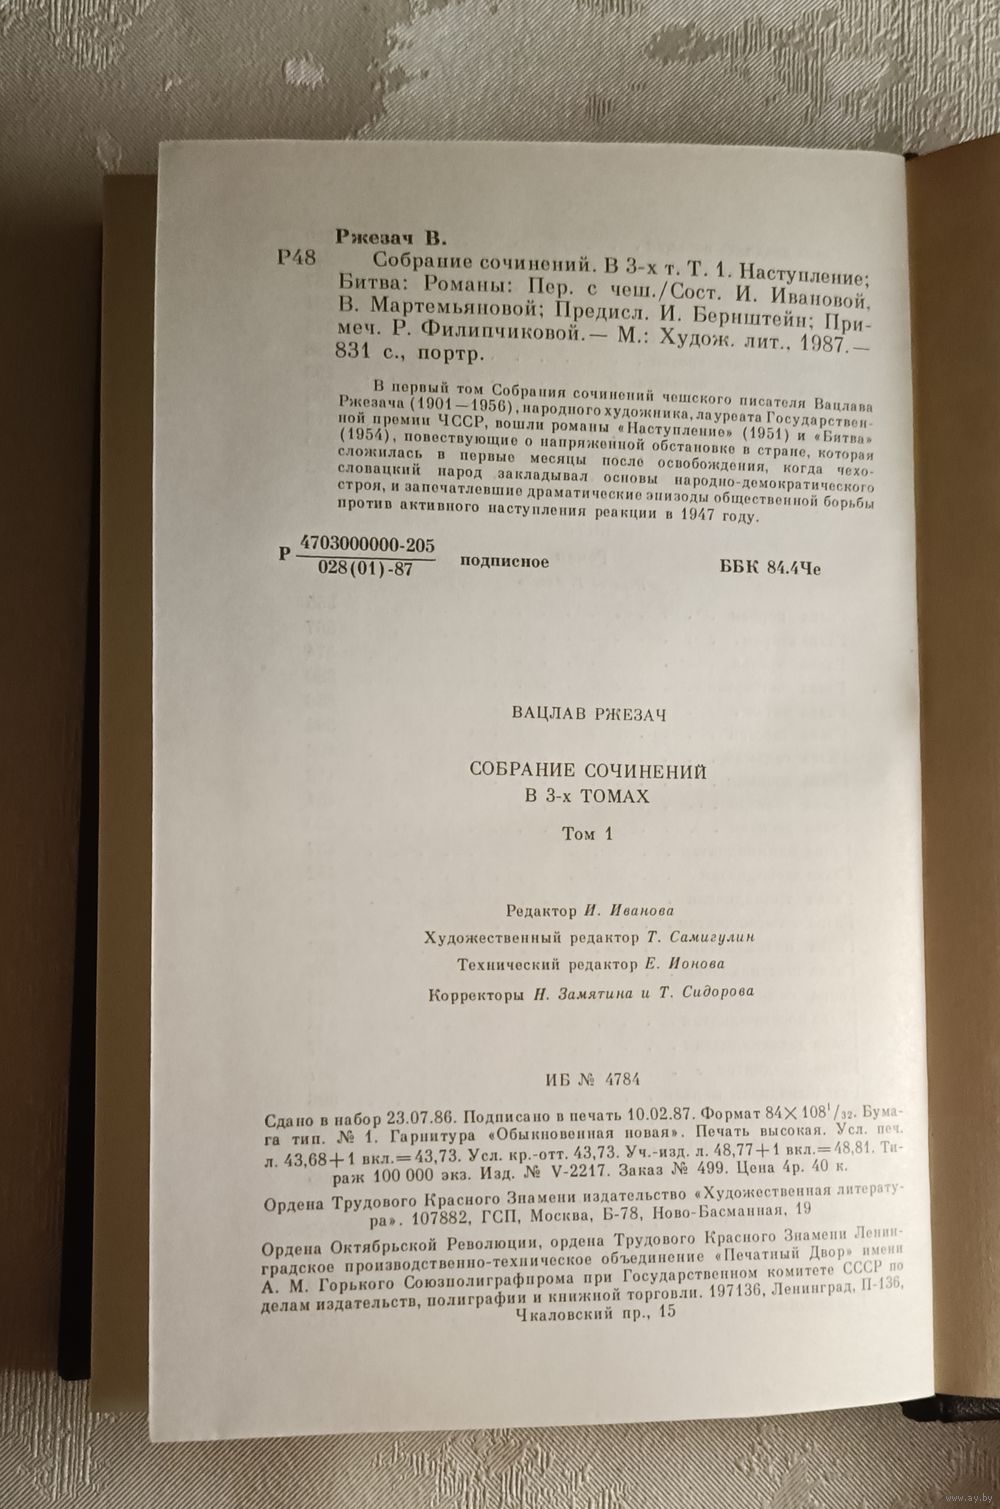 Ржезач В.
Р48 Собрание сочинений. В 3-х т. Т. 1. Наступление;
Битва: Романы: Пер. с чеш./Сост. И. Ивановой,
В. Мартемьяновой; Предисл. И. Бернштейн; При-
меч. Р. Филипчиковой.— М.: Худож. лит., 1987.—
831 с., портр.
В первый том Собрания сочинений чешского писателя Вацлава
Ржезача (1901—1956), народного художника, лауреата Государствен-
ной премии ЧССР, вошли романы «Наступление» (1951) и «Битва»
(1954), повествующие о напряженной обстановке в стране, которая
сложилась в первые месяцы после освобождения, когда чехо-
словацкий народ закладывал основы народно-демократического
строя, и запечатлевшие драматические эпизоды общественной борьбы
против активного наступления реакции в 1947 году.
Р 4703000000-205
028(01)-87 подписное ББК 84.4Че
ВАЦЛАВ РЖЕЗАЧ
СОБРАНИЕ СОЧИНЕНИЙ
В 3-х ТОМАХ
Том 1
Редактор И. Иванова
Художественный редактор Т. Самигулин
Технический редактор Е. Ионова
Корректоры Н. Замятина и Т. Сидорова
ИБ № 4784
Сдано в набор 23.07.86. Подписано в печать 10.02.87. Формат 84×108¹/₃₂. Бума-
га тип. № 1. Гарнитура «Обыкновенная новая». Печать высокая. Усл. печ.
л. 43,68+1 вкл.=43,73. Усл. кр.-отт. 43,73. Уч.-изд. л. 48,77+1 вкл.=48,81. Ти-
раж 100 000 экз. Изд. № V-2217. Заказ № 499. Цена 4р. 40 к.
Ордена Трудового Красного Знамени издательство «Художественная литерату-
ра». 107882, ГСП, Москва, Б-78, Ново-Басманная, 19
Ордена Октябрьской Революции, ордена Трудового Красного Знамени Ленин-
градское производственно-техническое объединение «Печатный Двор» имени
А. М. Горького Союзполиграфпрома при Государственном комитете СССР по
делам издательств, полиграфии и книжной торговли. 197136, Ленинград, П-136,
Чкаловский пр., 15
www.ay.by